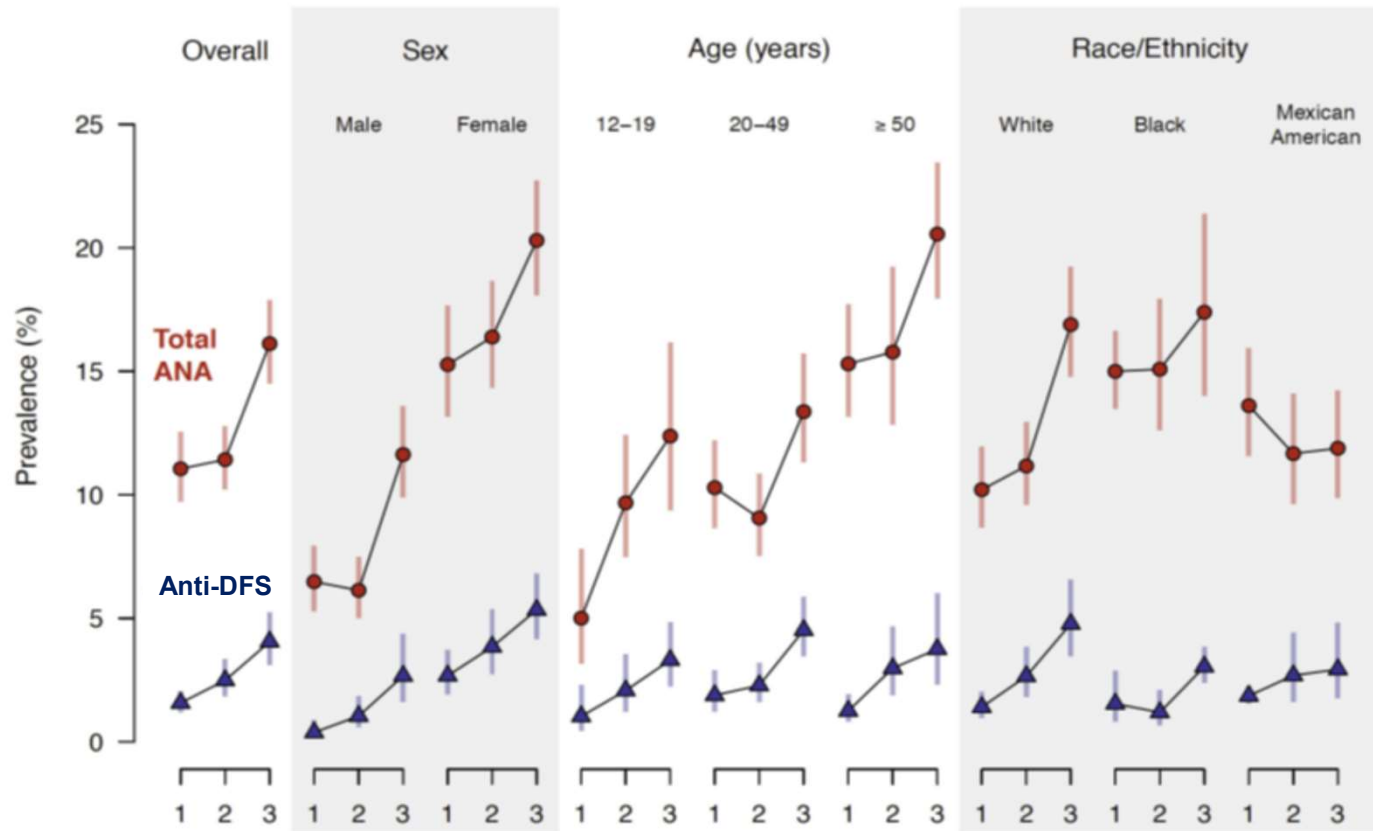 Overall
Sex
Age (years)
Race/Ethnicity
Male
Female
12–19
20–49
≥ 50
White
Black
Mexican
American
Prevalence (%)
25
20
15
10
5
0
Total
ANA
Anti-DFS
1 2 3
1 2 3
1 2 3
1 2 3
1 2 3
1 2 3
1 2 3
1 2 3
1 2 3